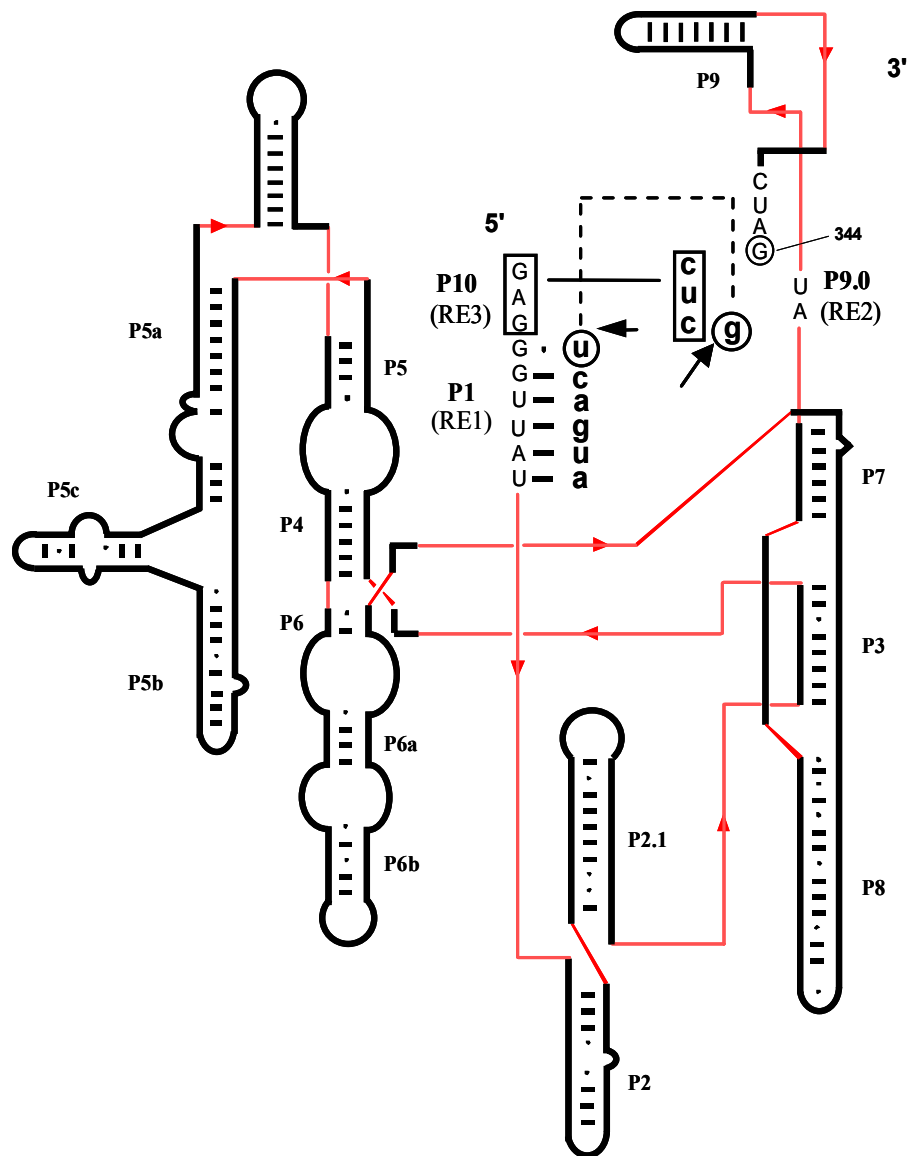 P9
3'
C
U
A
G
344
5'
P10
(RE3)
G
A
G
G
G
U
U
A
U
c
u
c
g
U
A
P9.0
(RE2)
P1
(RE1)
u
c
a
g
u
a
P5a
P5
P5c
P4
P7
P6
P3
P5b
P6a
P2.1
P6b
P8
P2